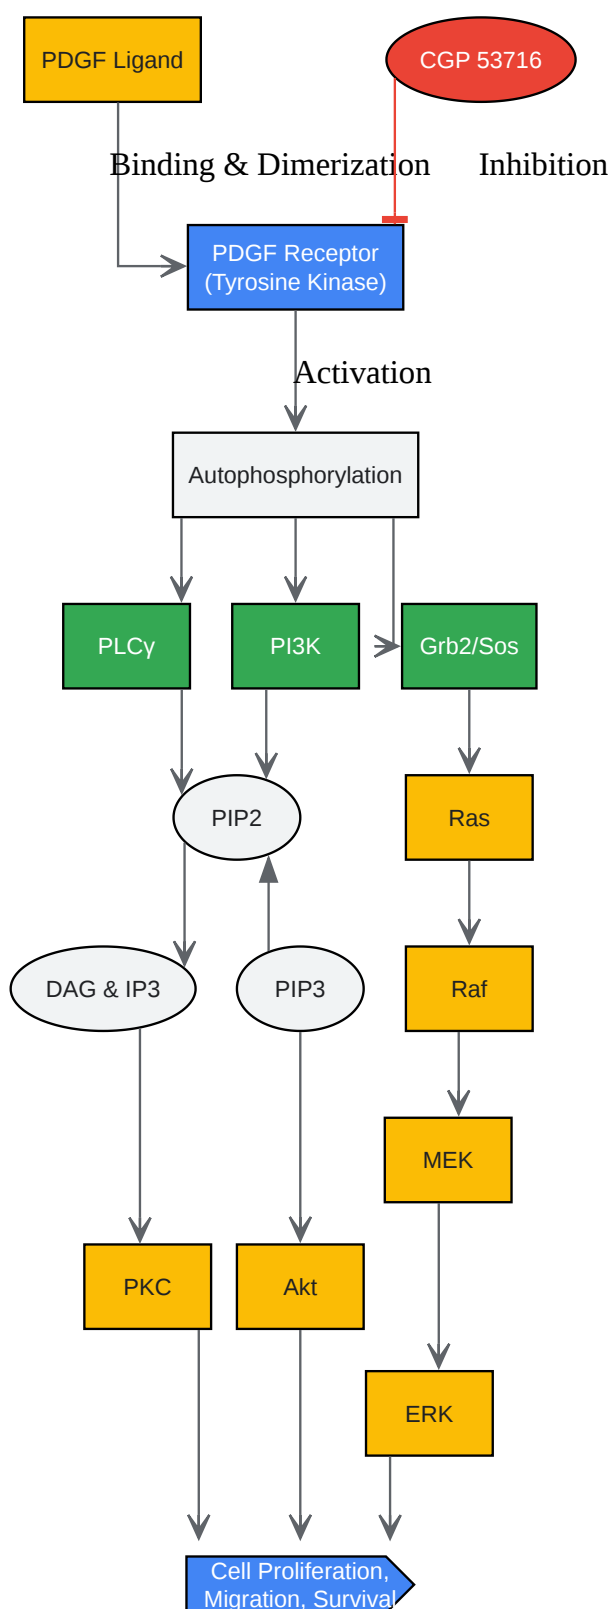 PDGF Ligand
CGP 53716
Binding & Dimerization
Inhibition
PDGF Receptor
(Tyrosine Kinase)
Activation
Autophosphorylation
PLCγ
PI3K
Grb2/Sos
PIP2
Ras
DAG & IP3
PIP3
Raf
MEK
PKC
Akt
ERK
Cell Proliferation,
Migration, Survival